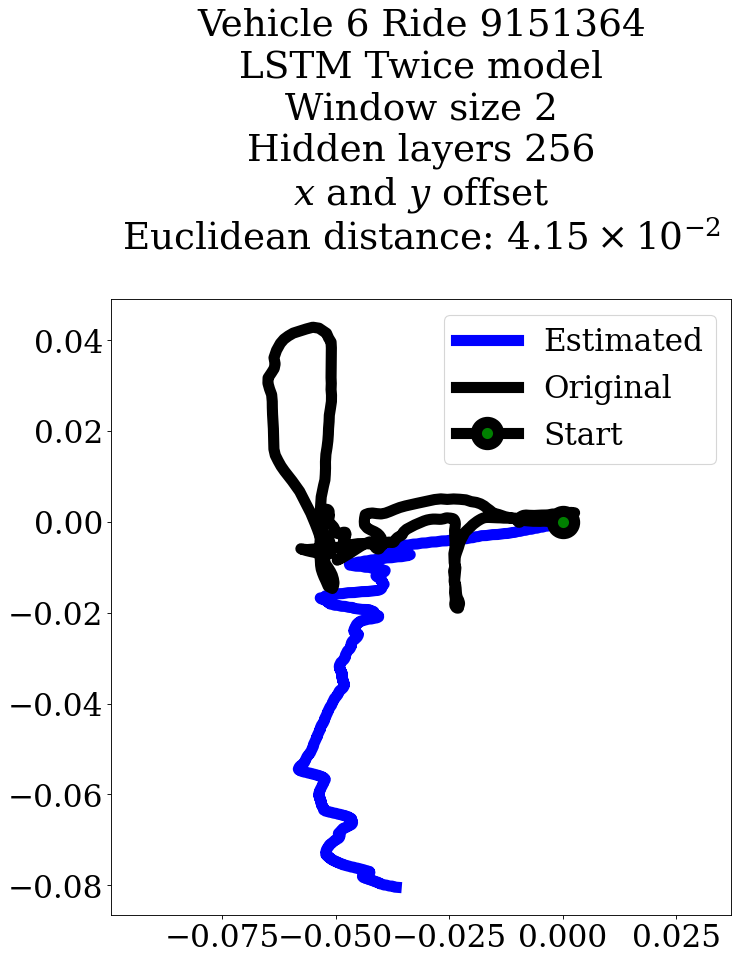 Vehicle 6 Ride 9151364
LSTM Twice model
Window size 2
Hidden layers 256
x and y offset
Euclidean distance: 4.15 × 10⁻²
Estimated
Original
Start
0.04
0.02
0.00
−0.02
−0.04
−0.06
−0.08
−0.075 −0.050 −0.025 0.000 0.025